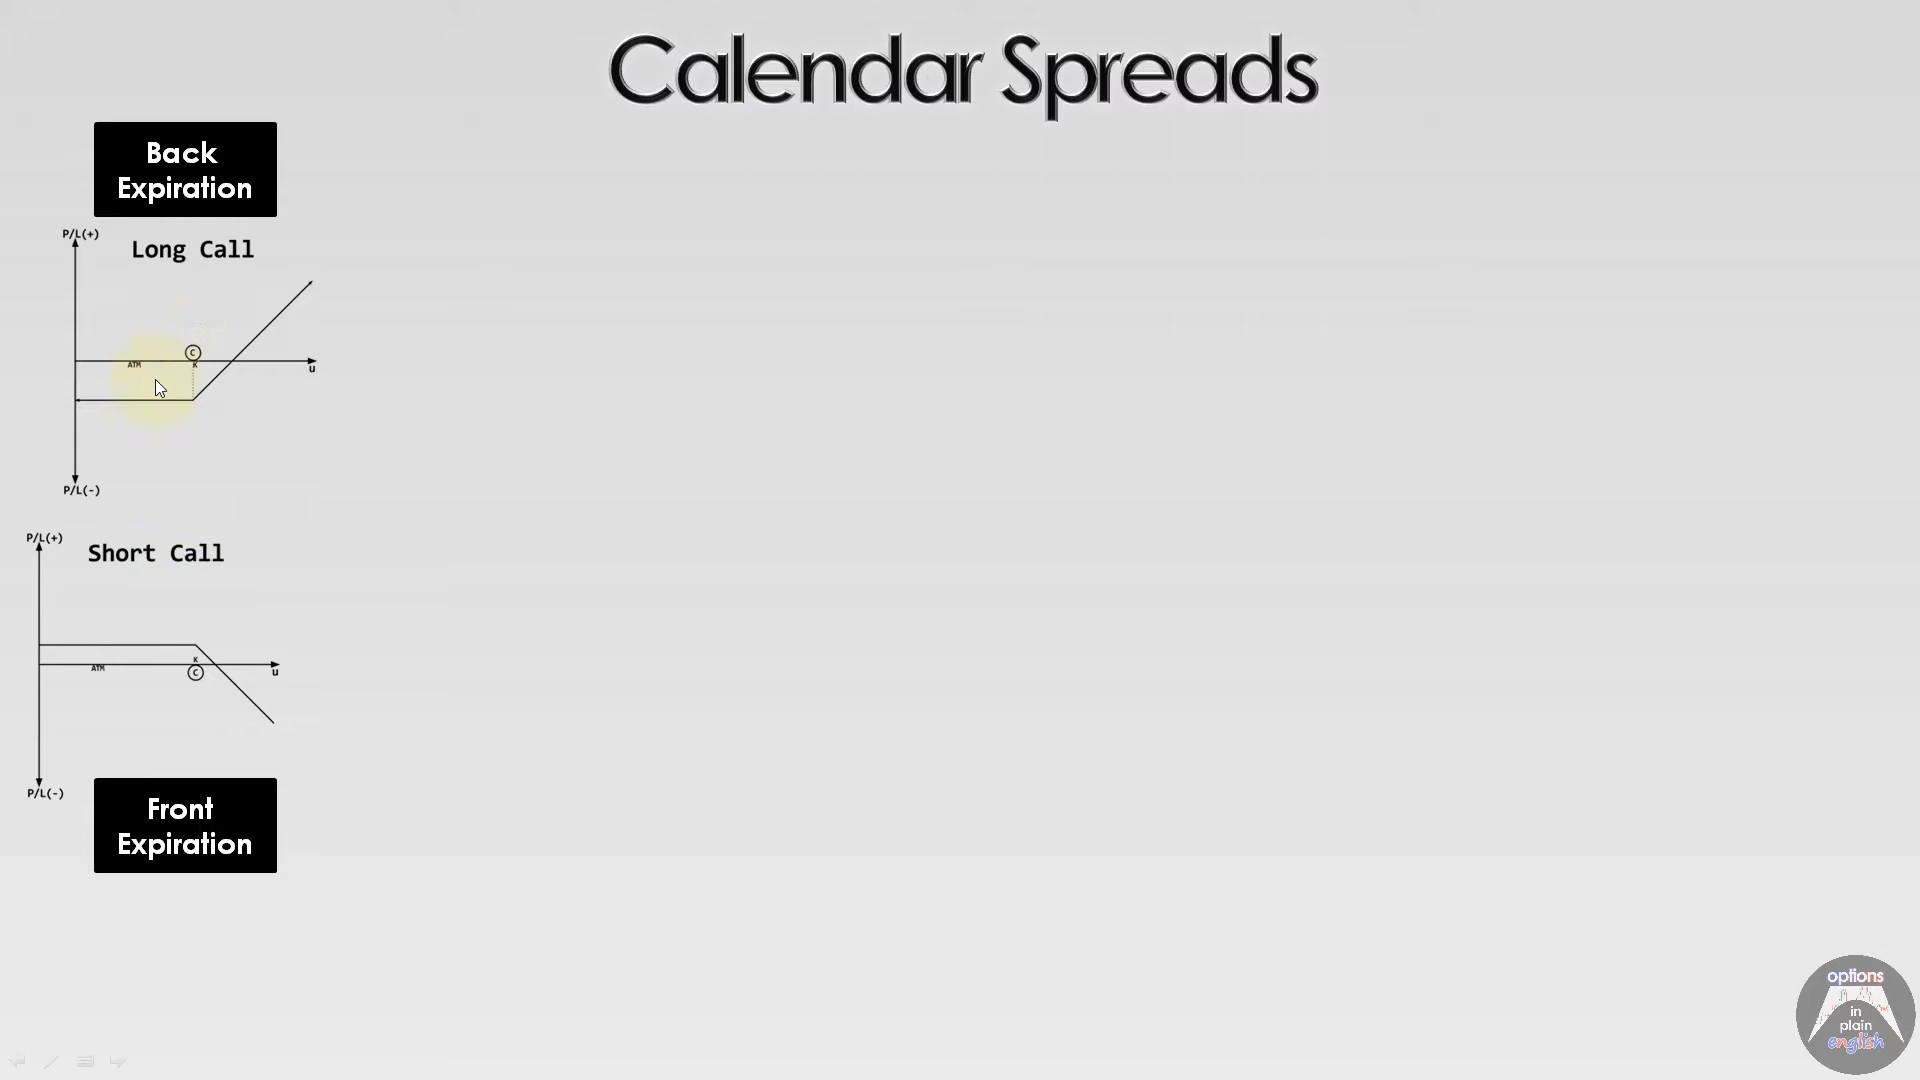 Calendar Spreads
Back
Expiration
P/L(+)
Long Call
C
ATM
K
u
P/L(-)
P/L(+)
Short Call
K
ATM
C
u
P/L(-)
Front
Expiration
options
in
plain
english